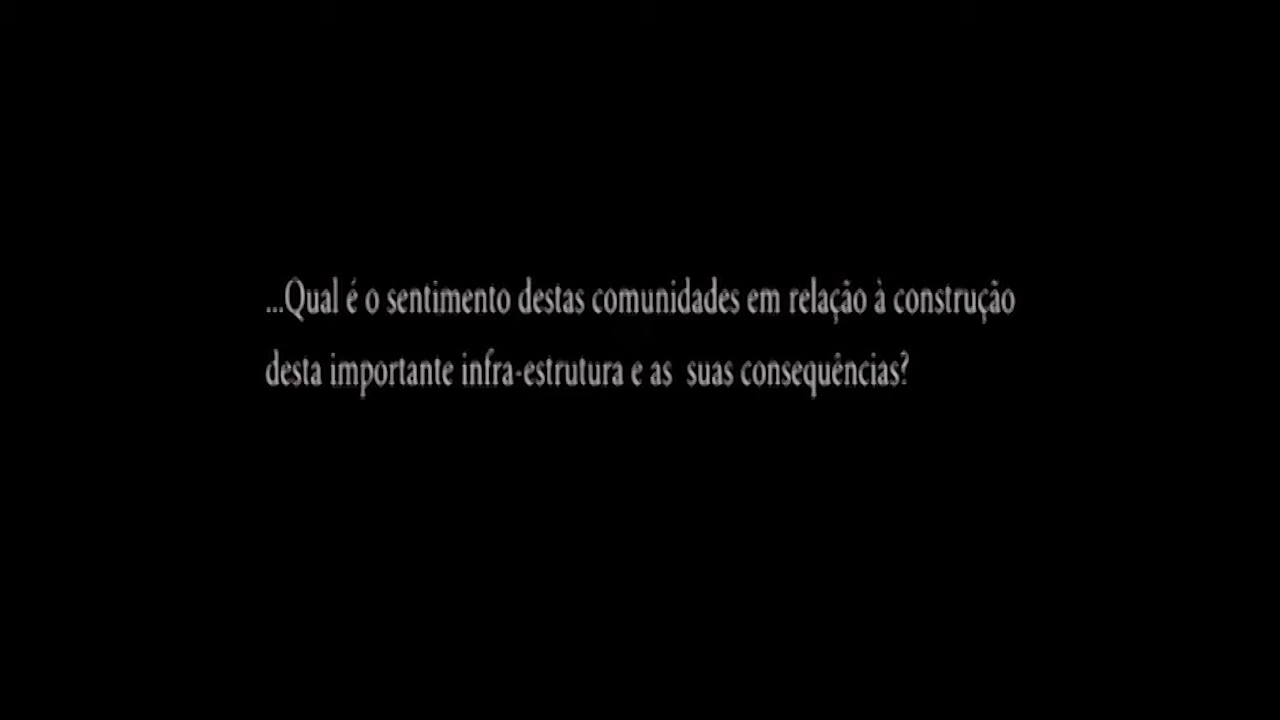 ...Qual é o sentimento destas comunidades em relação à construção
desta importante infra-estrutura e as suas consequências?